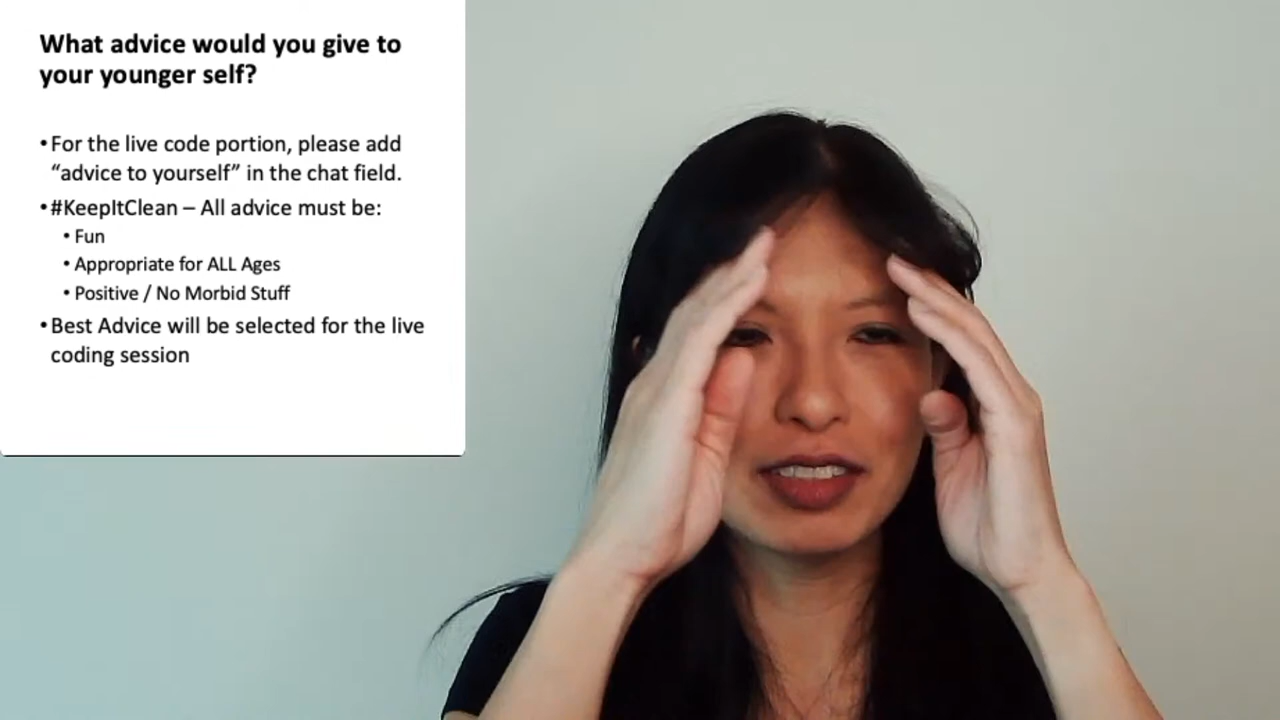 What advice would you give to
your younger self?
•For the live code portion, please add
“advice to yourself” in the chat field.
•#KeepItClean – All advice must be:
•Fun
•Appropriate for ALL Ages
•Positive / No Morbid Stuff
•Best Advice will be selected for the live
coding session